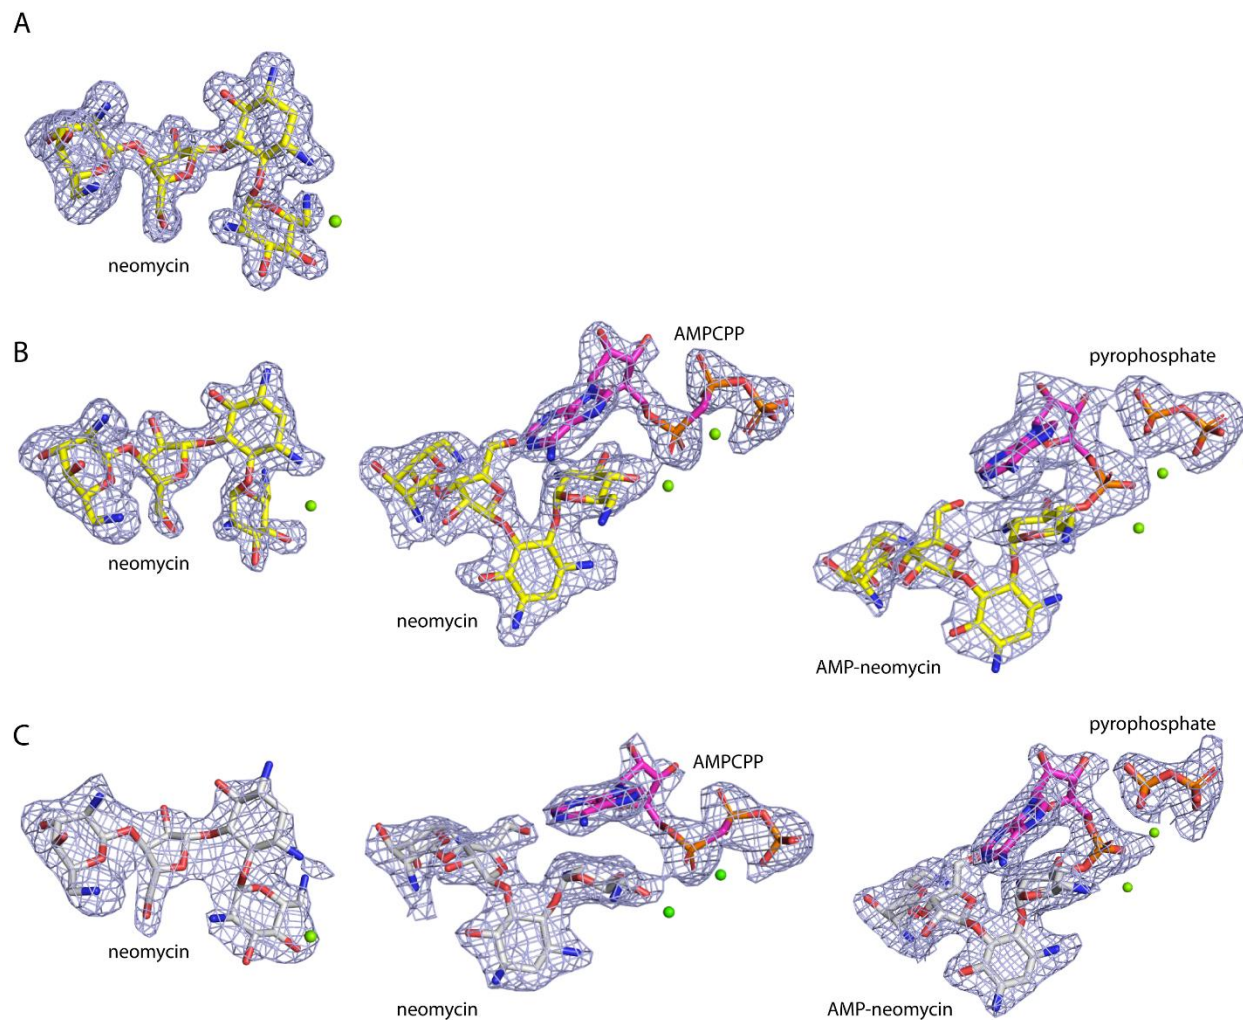 A
neomycin
B
AMPCPP
pyrophosphate
neomycin
neomycin
AMP-neomycin
C
AMPCPP
pyrophosphate
neomycin
neomycin
AMP-neomycin